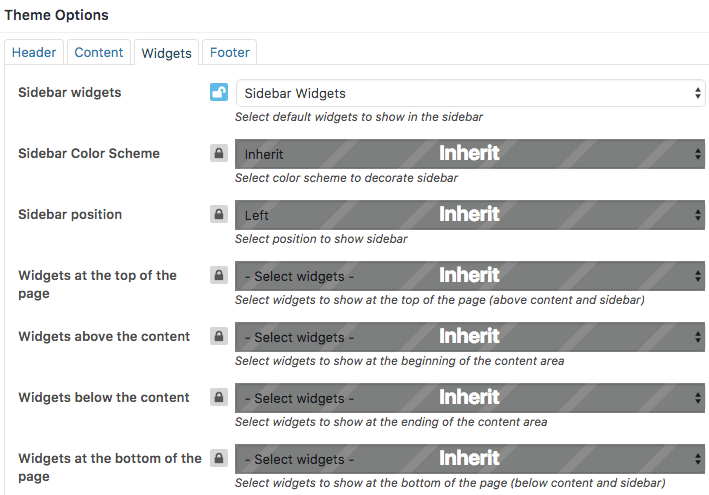 Theme Options
Header Content Widgets Footer
Sidebar widgets Sidebar Widgets
Select default widgets to show in the sidebar
Sidebar Color Scheme Inherit Inherit
Select color scheme to decorate sidebar
Sidebar position Left Inherit
Select position to show sidebar
Widgets at the top of the page - Select widgets - Inherit
Select widgets to show at the top of the page (above content and sidebar)
Widgets above the content - Select widgets - Inherit
Select widgets to show at the beginning of the content area
Widgets below the content - Select widgets - Inherit
Select widgets to show at the ending of the content area
Widgets at the bottom of the page - Select widgets - Inherit
Select widgets to show at the bottom of the page (below content and sidebar)